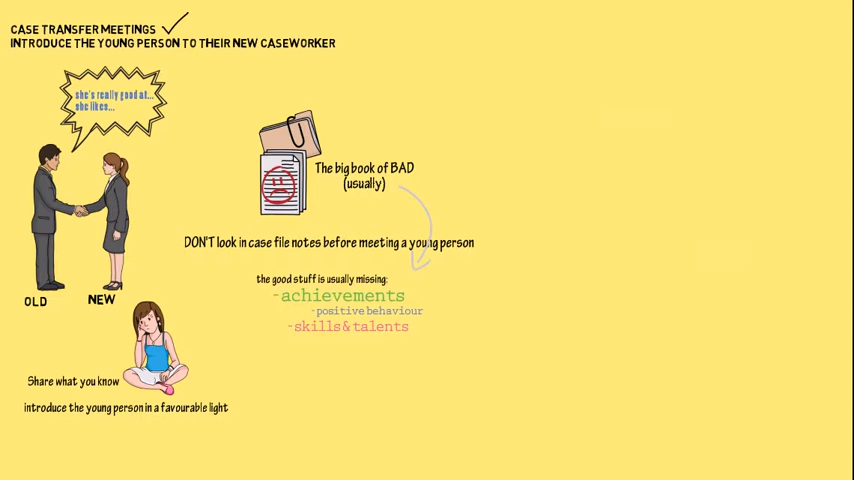 CASE TRANSFER MEETINGS
INTRODUCE THE YOUNG PERSON TO THEIR NEW CASEWORKER
she's really good at...
she likes...
The big book of BAD
(usually)
DON'T look in case file notes before meeting a young person
the good stuff is usually missing:
-achievements
-positive behaviour
-skills & talents
OLD
NEW
Share what you know
introduce the young person in a favourable light